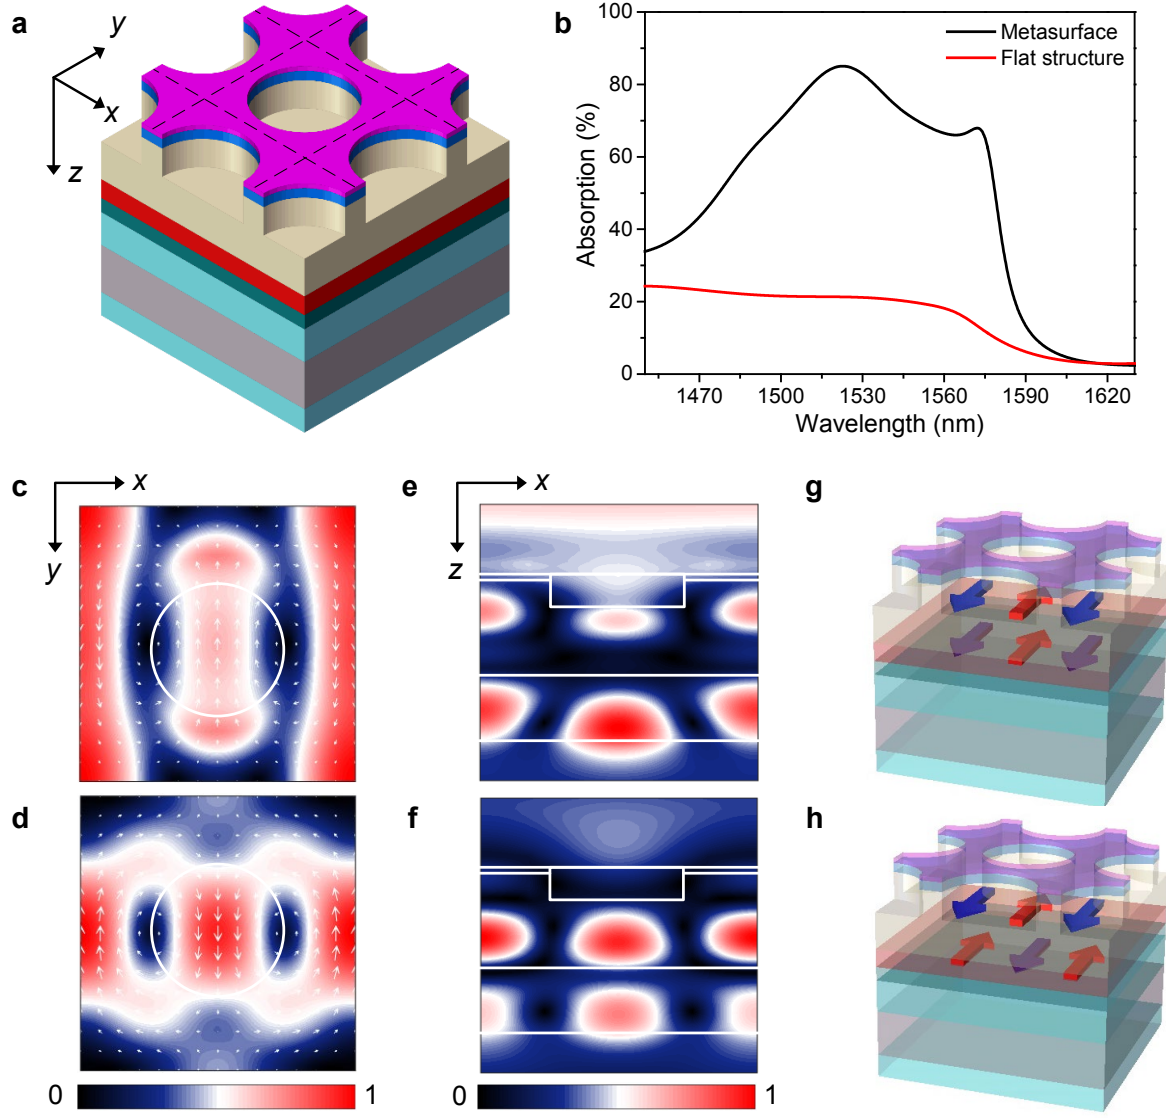 a
y
x
z
b
100
80
60
40
20
0
Absorption (%)
Metasurface
Flat structure
1470 1500 1530 1560 1590 1620
Wavelength (nm)
c
x
y
d
0 1
e
x
z
f
0 1
g
h